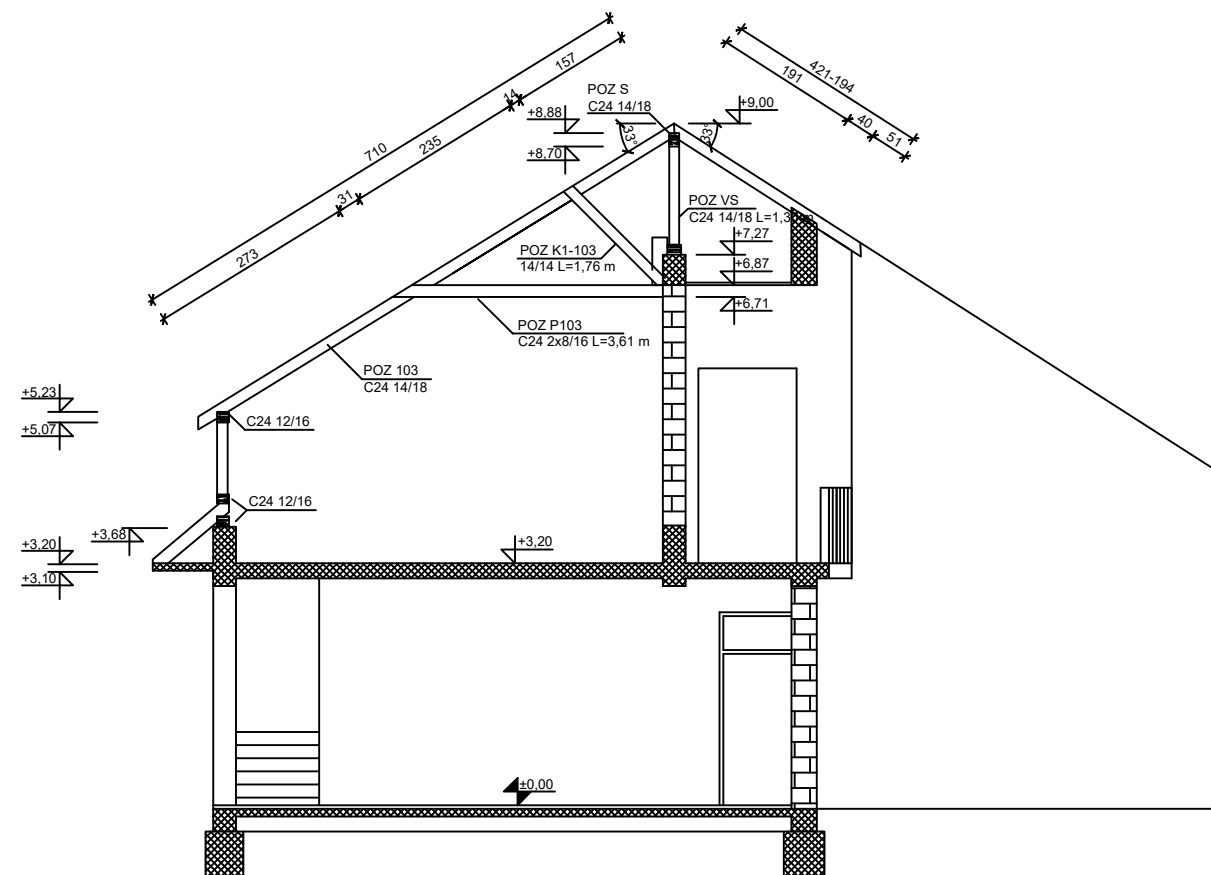 157
14
235
710
31
273
421-194
191
40
51
POZ S
C24 14/18
+9,00
+8,88
+8,70
33°
33°
POZ VS
C24 14/18 L=1,3
+7,27
POZ K1-103
14/14 L=1,76 m
+6,87
+6,71
POZ P103
C24 2x8/16 L=3,61 m
POZ 103
C24 14/18
+5,23
C24 12/16
+5,07
C24 12/16
+3,68
+3,20
+3,20
+3,10
±0,00